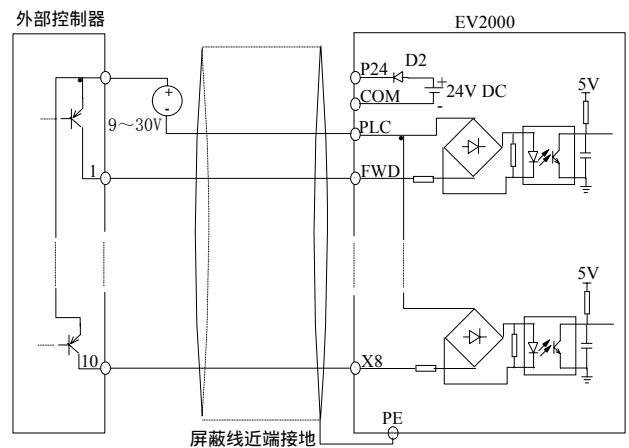 外部控制器
EV2000
P24
D2
+
24V DC
-
COM
5V
+
-
9～30V
PLC
1
FWD
5V
10
X8
PE
屏蔽线近端接地